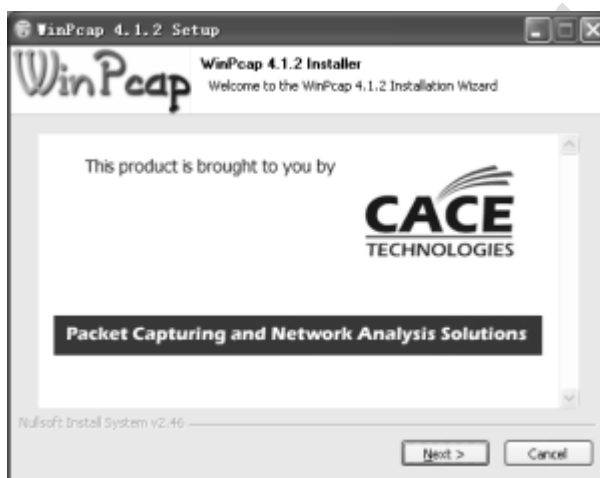 WinPcap 4.1.2 Setup
WinPcap
WinPcap 4.1.2 Installer
Welcome to the WinPcap 4.1.2 Installation Wizard
This product is brought to you by
CACE
TECHNOLOGIES
Packet Capturing and Network Analysis Solutions
Nullsoft Install System v2.46
Next >
Cancel